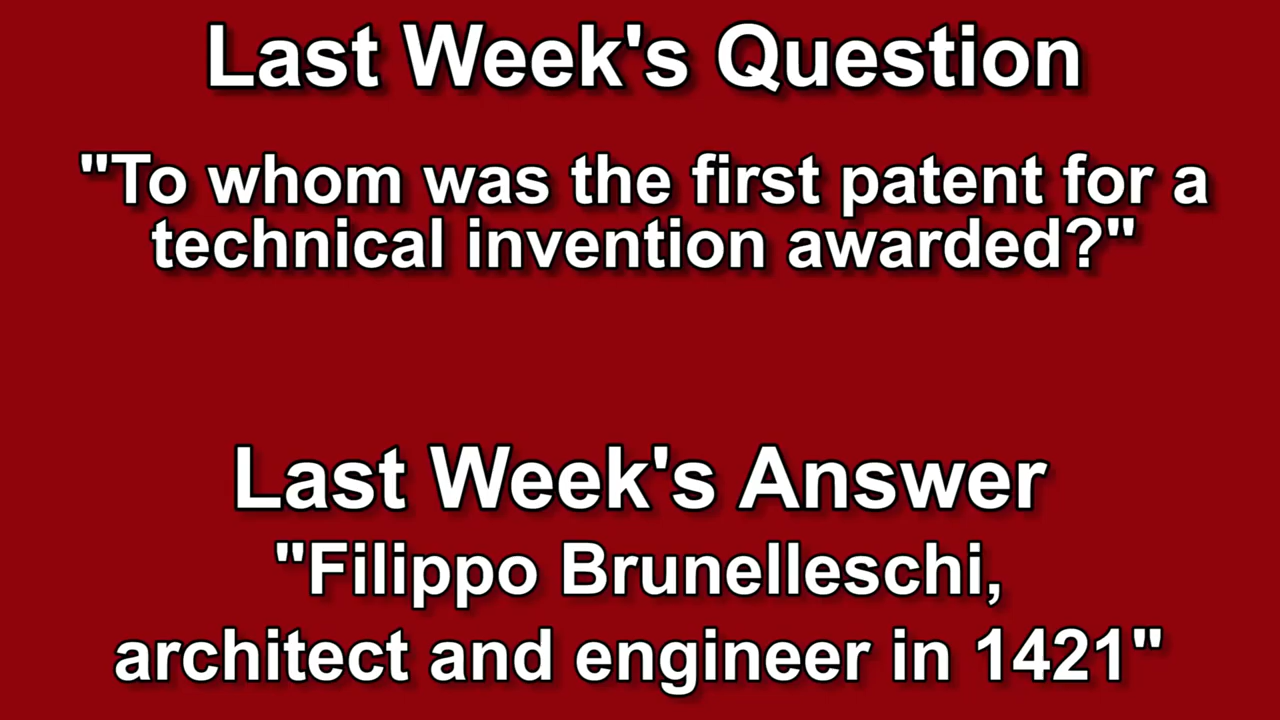 Last Week's Question
"To whom was the first patent for a
technical invention awarded?"
Last Week's Answer
"Filippo Brunelleschi,
architect and engineer in 1421"